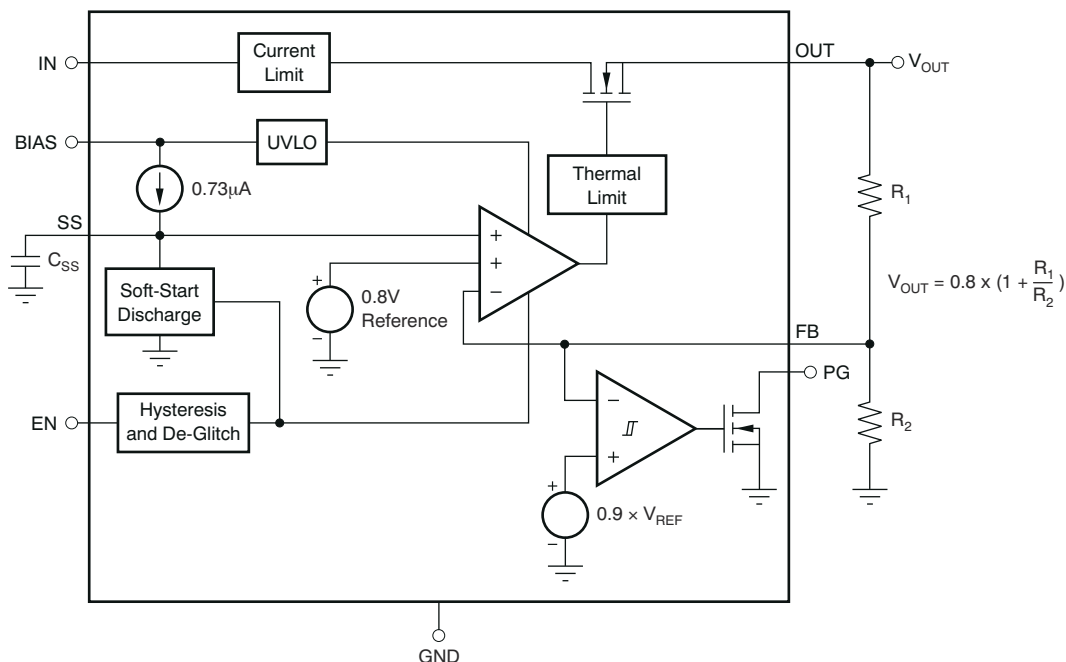 IN
Current
Limit
OUT
V_OUT
BIAS
UVLO
0.73μA
Thermal
Limit
R_1
SS
C_SS
+
+
−
Soft-Start
Discharge
+
0.8V
Reference
−
V_OUT = 0.8 x (1 + R_1/R_2)
FB
PG
EN
Hysteresis
and De-Glitch
−
+
R_2
+
0.9 × V_REF
−
GND